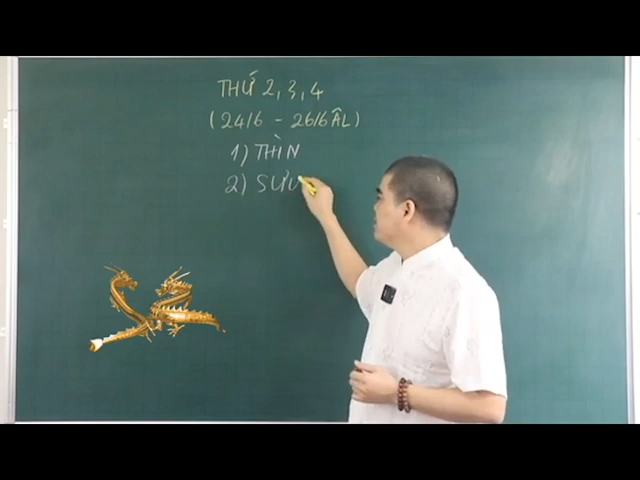 THỨ 2, 3, 4
(24/6 - 26/6 ÂL)
1) THÌN
2) SỬU